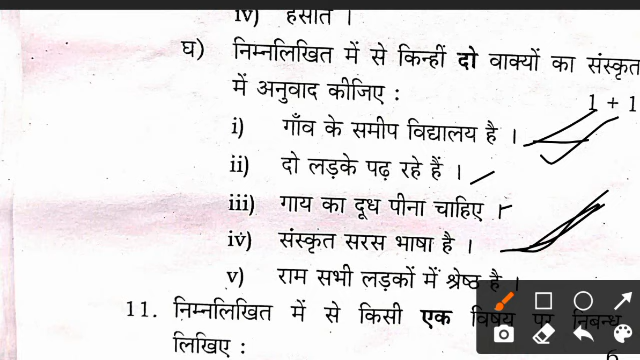 iv) हसति ।
घ) निम्नलिखित में से किन्हीं दो वाक्यों का संस्कृत
में अनुवाद कीजिए :
1 + 1
i) गाँव के समीप विद्यालय है ।
ii) दो लड़के पढ़ रहे हैं ।
iii) गाय का दूध पीना चाहिए ।
iv) संस्कृत सरस भाषा है ।
v) राम सभी लड़कों में श्रेष्ठ है ।
11. निम्नलिखित में से किसी एक विषय पर निबन्ध
लिखिए :